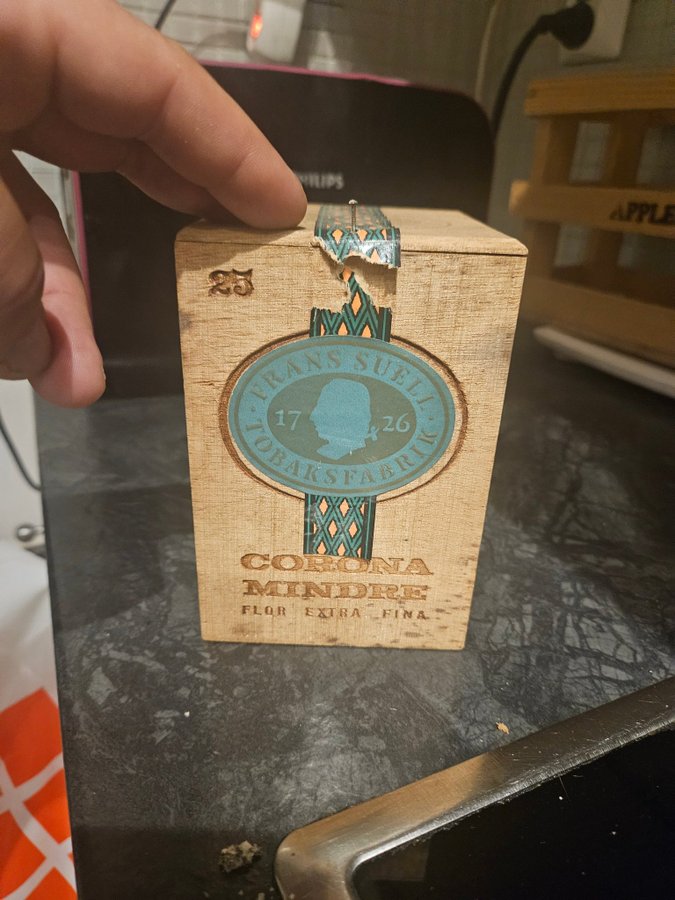 PHILIPS
25
FRANS SUELL
17 26
TOBAKSFABRIK
CORONA
MINDRE
FLOR EXTRA FINA
APPLE